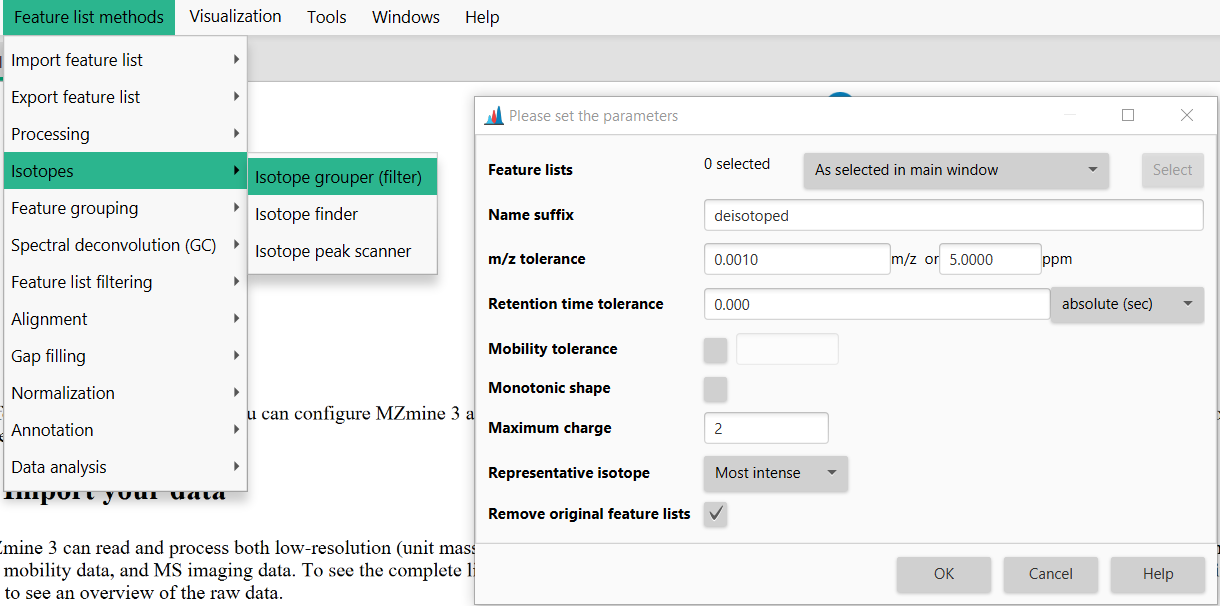 Feature list methods Visualization Tools Windows Help
Import feature list
Export feature list
Processing
Isotopes
Feature grouping
Spectral deconvolution (GC)
Feature list filtering
Alignment
Gap filling
Normalization
Annotation
Data analysis
Isotope grouper (filter)
Isotope finder
Isotope peak scanner
Please set the parameters
Feature lists 0 selected As selected in main window Select
Name suffix deisotoped
m/z tolerance 0.0010 m/z or 5.0000 ppm
Retention time tolerance 0.000 absolute (sec)
Mobility tolerance
Monotonic shape
Maximum charge 2
Representative isotope Most intense
Remove original feature lists
OK Cancel Help
u can configure MZmine 3 a
Import your data
Zmine 3 can read and process both low-resolution (unit mass
mobility data, and MS imaging data. To see the complete li
to see an overview of the raw data.